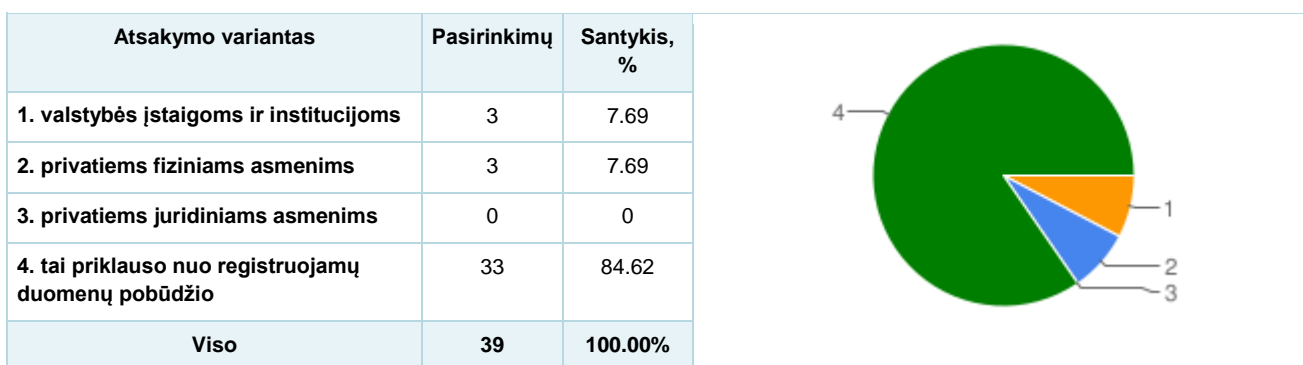 Atsakymo variantas Pasirinkimų Santykis,
%
1. valstybės įstaigoms ir institucijoms 3 7.69
2. privatiems fiziniams asmenims 3 7.69
3. privatiems juridiniams asmenims 0 0
4. tai priklauso nuo registruojamų 33 84.62
duomenų pobūdžio
Viso 39 100.00%
4
1
2
3